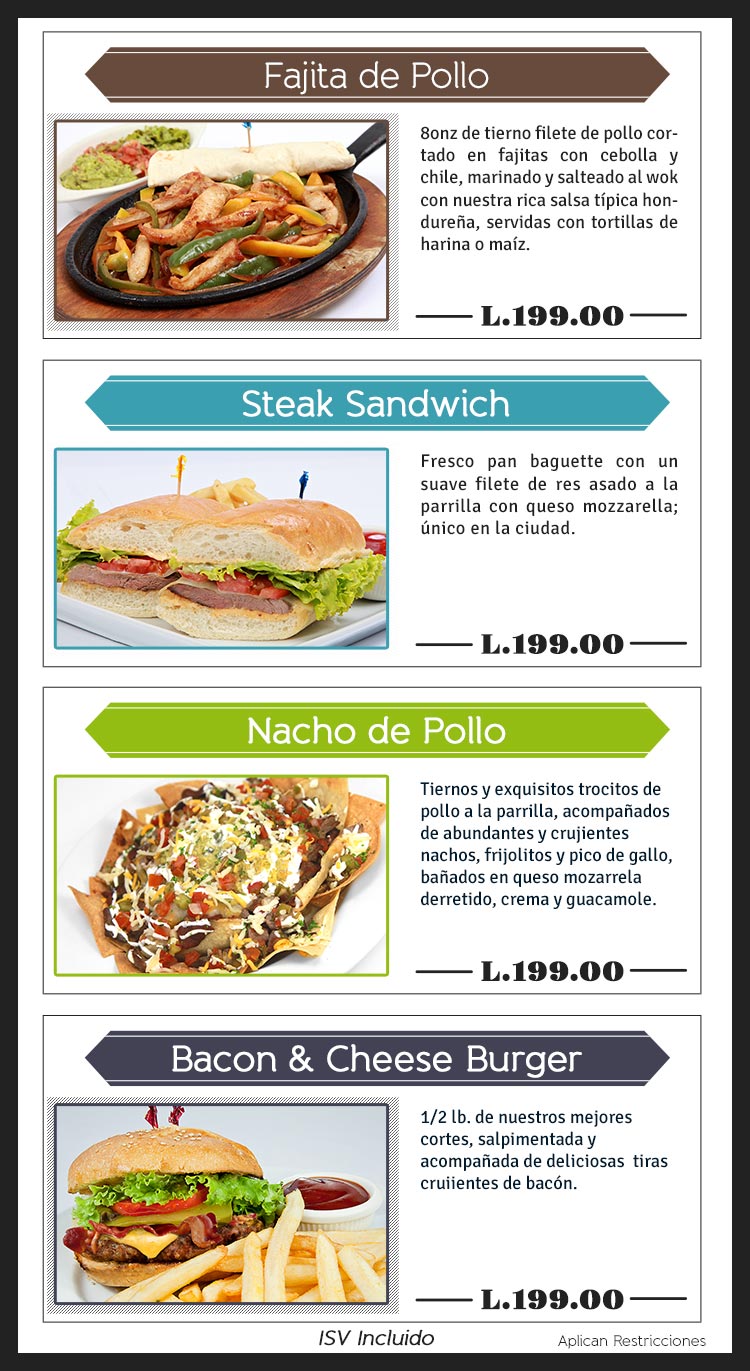 Fajita de Pollo
8onz de tierno filete de pollo cor-
tado en fajitas con cebolla y
chile, marinado y salteado al wok
con nuestra rica salsa típica hon-
dureña, servidas con tortillas de
harina o maíz.
L.199.00
Steak Sandwich
Fresco pan baguette con un
suave filete de res asado a la
parrilla con queso mozzarella;
único en la ciudad.
L.199.00
Nacho de Pollo
Tiernos y exquisitos trocitos de
pollo a la parrilla, acompañados
de abundantes y crujientes
nachos, frijolitos y pico de gallo,
bañados en queso mozarrela
derretido, crema y guacamole.
L.199.00
Bacon & Cheese Burger
1/2 lb. de nuestros mejores
cortes, salpimentada y
acompañada de deliciosas tiras
cruiientes de bacón.
L.199.00
ISV Incluido
Aplican Restricciones